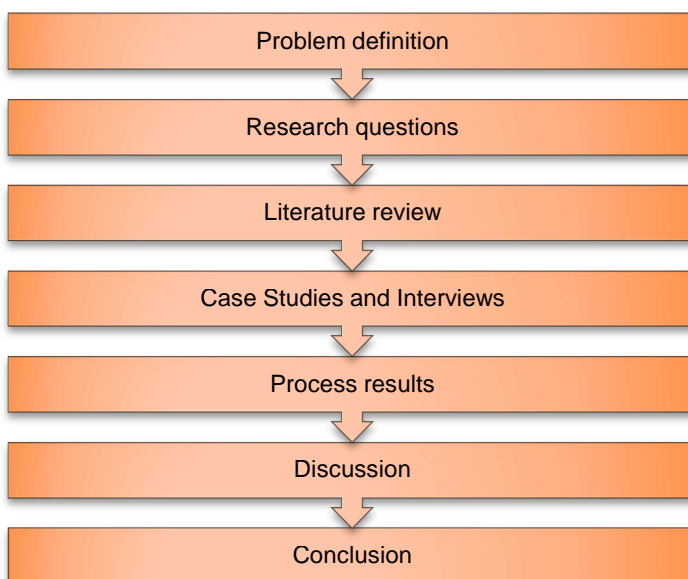 Problem definition
Research questions
Literature review
Case Studies and Interviews
Process results
Discussion
Conclusion